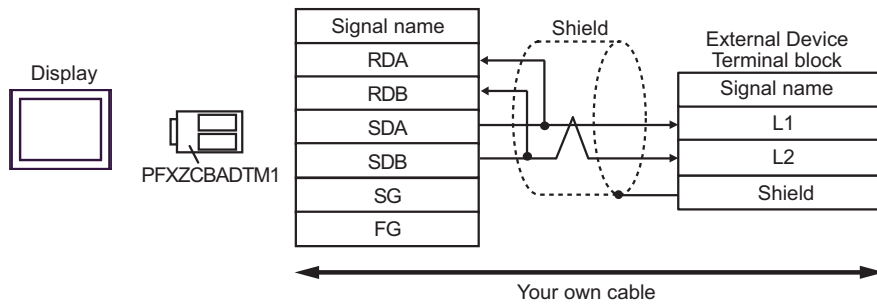 Display
PFXZCBADTM1
Signal name
RDA
RDB
SDA
SDB
SG
FG
Shield
External Device
Terminal block
Signal name
L1
L2
Shield
Your own cable